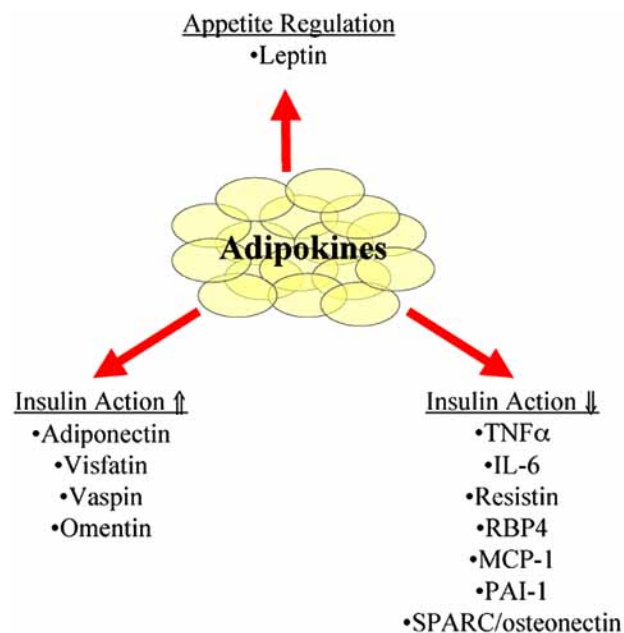 Appetite Regulation
•Leptin
Adipokines
Insulin Action ⇑
•Adiponectin
•Visfatin
•Vaspin
•Omentin
Insulin Action ⇓
•TNFα
•IL-6
•Resistin
•RBP4
•MCP-1
•PAI-1
•SPARC/osteonectin